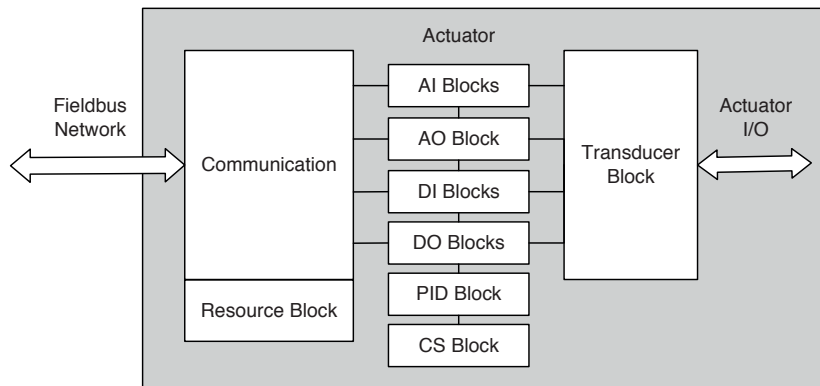 Actuator
Fieldbus
Network
Communication
Resource Block
AI Blocks
AO Block
DI Blocks
DO Blocks
PID Block
CS Block
Transducer
Block
Actuator
I/O